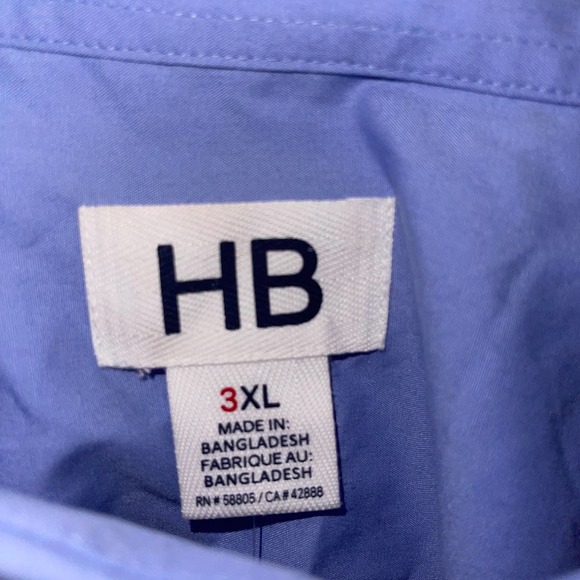 HB
3XL
MADE IN:
BANGLADESH
FABRIQUE AU:
BANGLADESH
RN # 58805 / CA # 42888